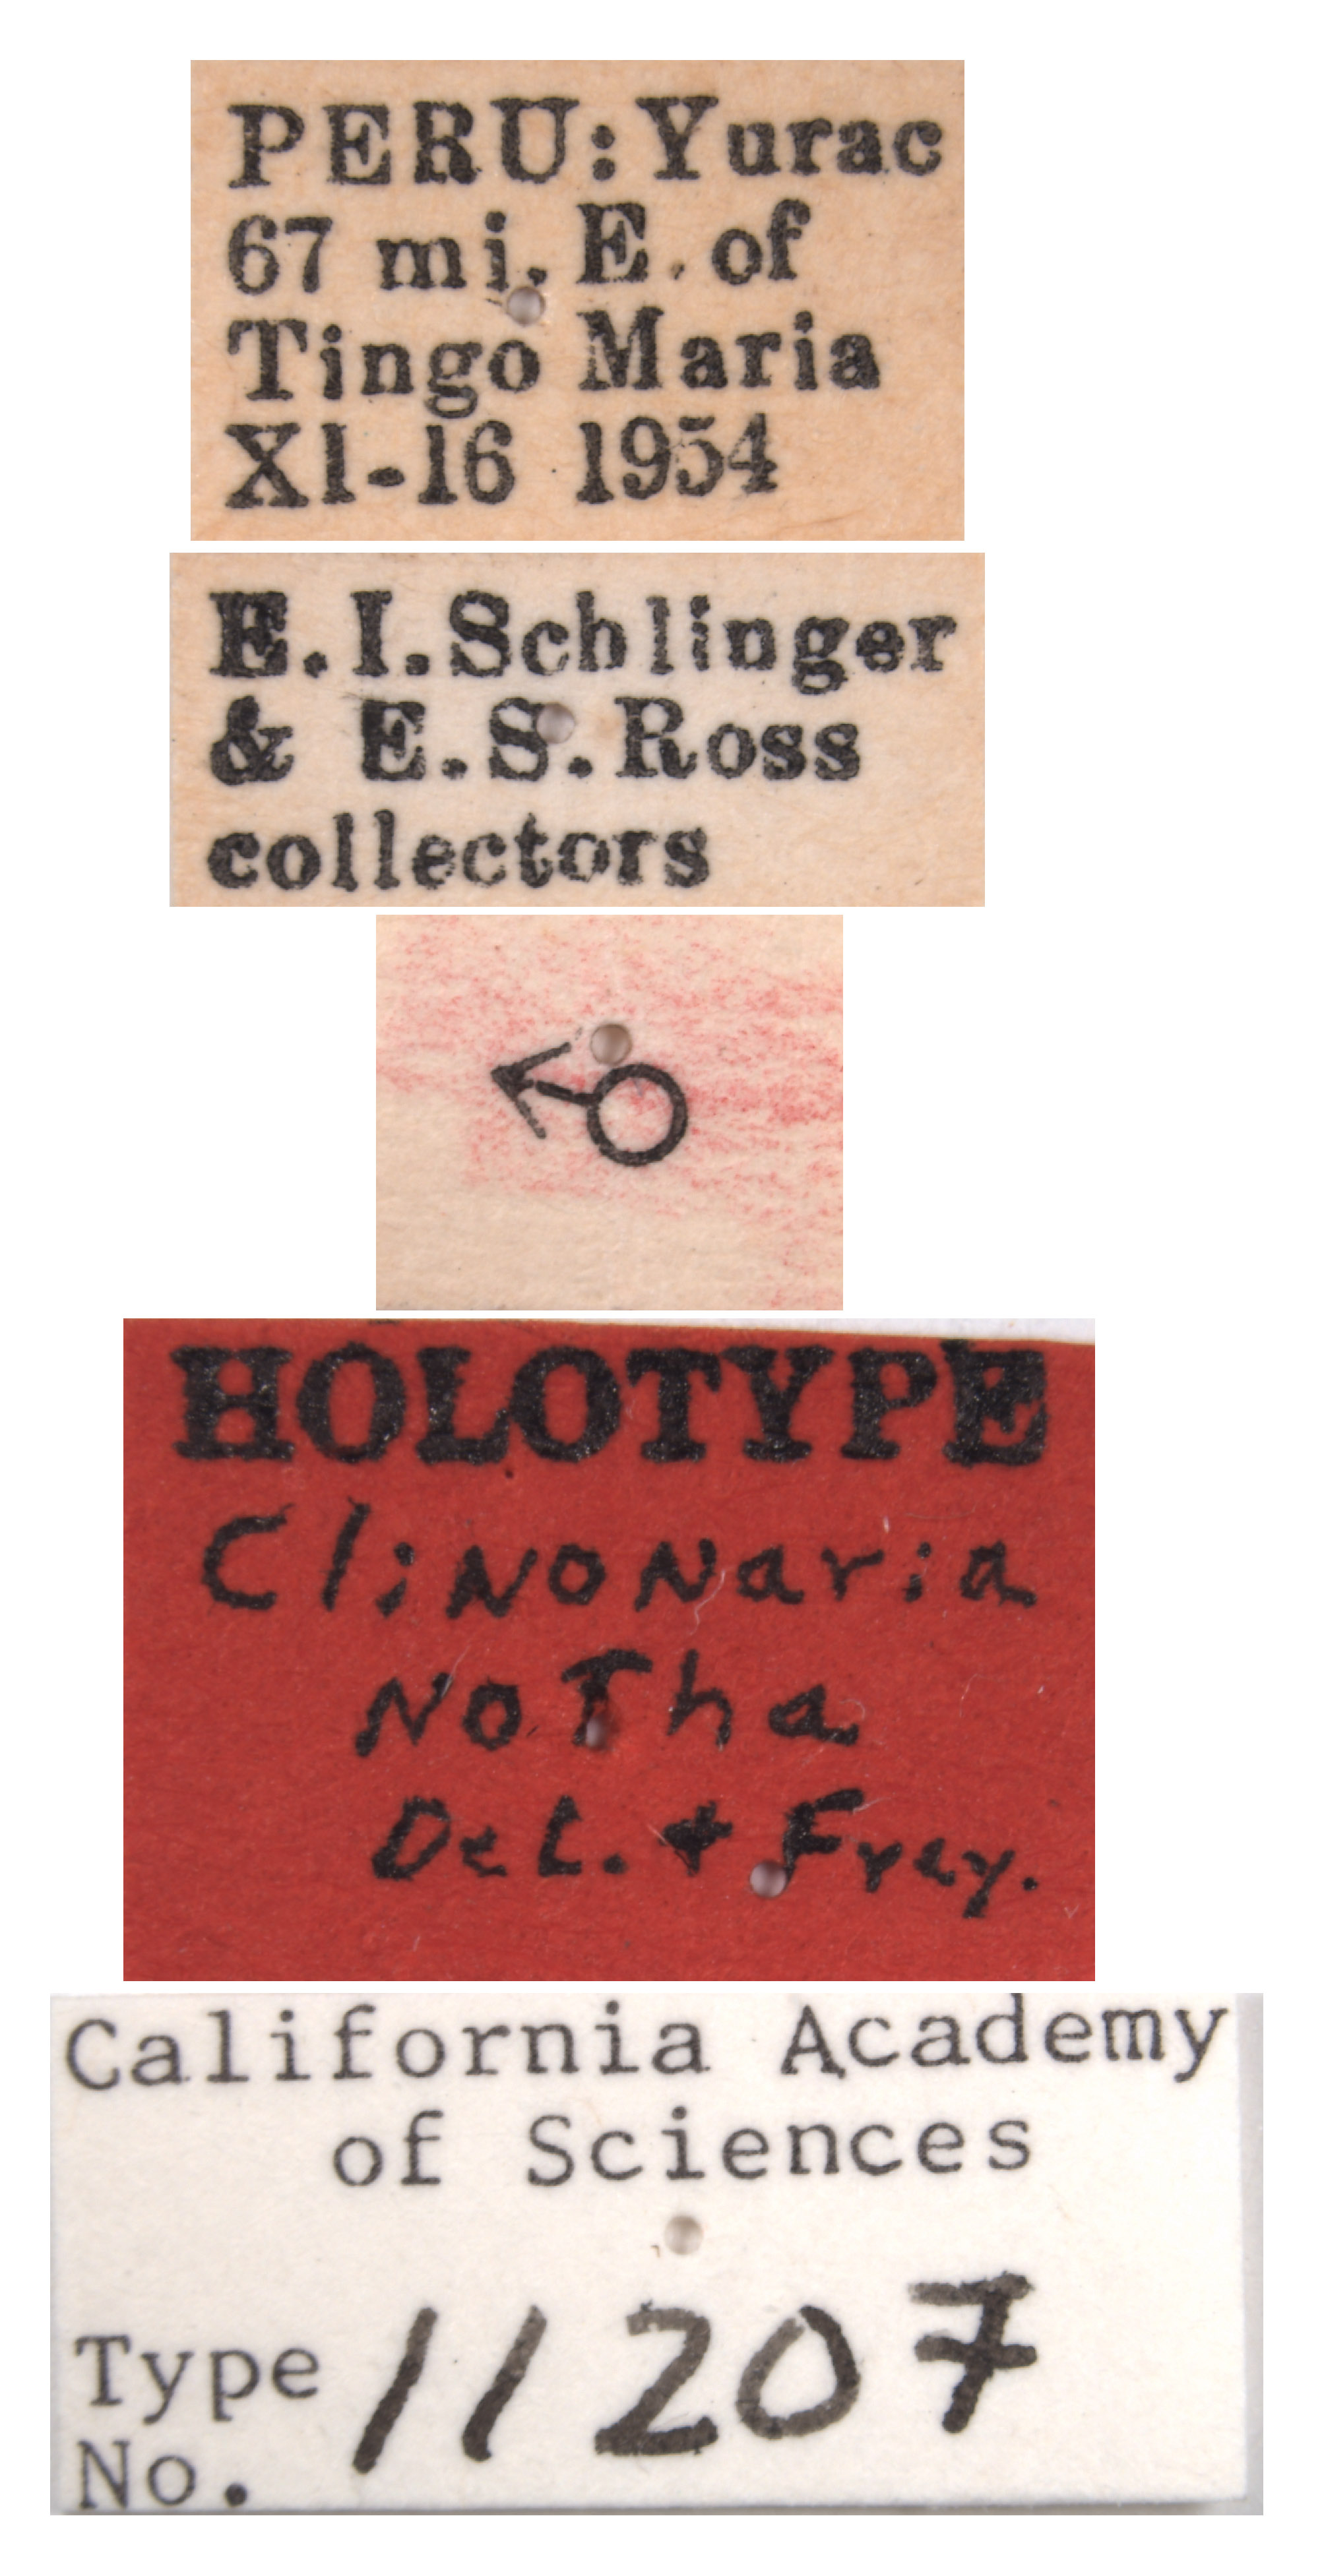 PERU: Yurac
67 mi. E. of
Tingo Maria
XI-16 1954
E.I.Schlinger
& E.S.Ross
collectors
♂
HOLOTYPE
Clinonaria
notha
DeL. + Frey.
California Academy
of Sciences
Type No. 11207